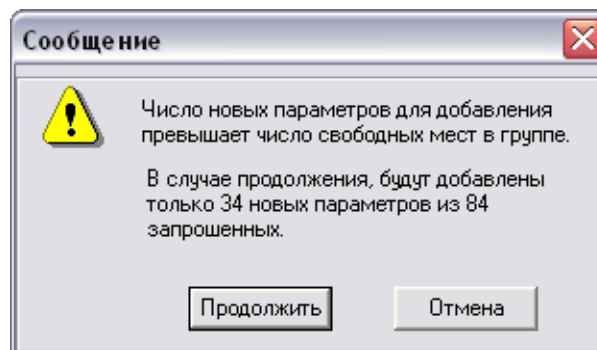 Сообщение
Число новых параметров для добавления
превышает число свободных мест в группе.
В случае продолжения, будут добавлены
только 34 новых параметров из 84
запрошенных.
Продолжить
Отмена